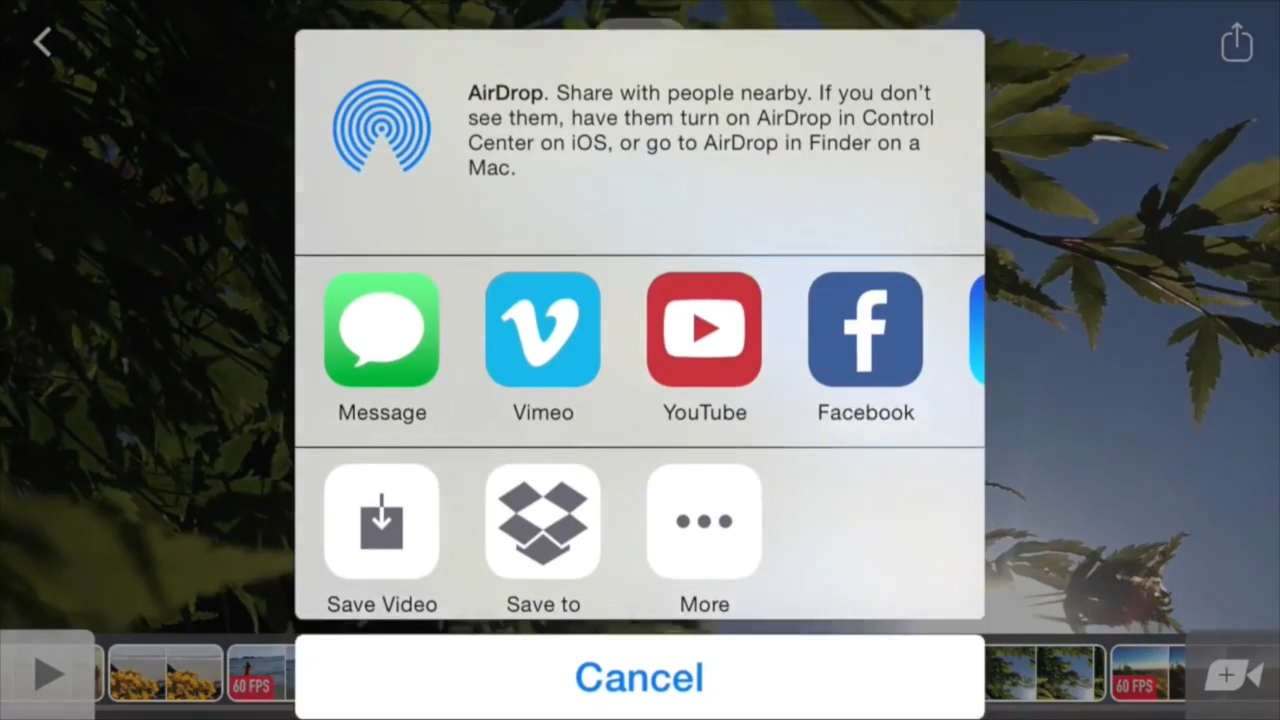 AirDrop. Share with people nearby. If you don't
see them, have them turn on AirDrop in Control
Center on iOS, or go to AirDrop in Finder on a
Mac.
Message
Vimeo
YouTube
Facebook
Save Video
Save to
More
60 FPS
60 FPS
Cancel